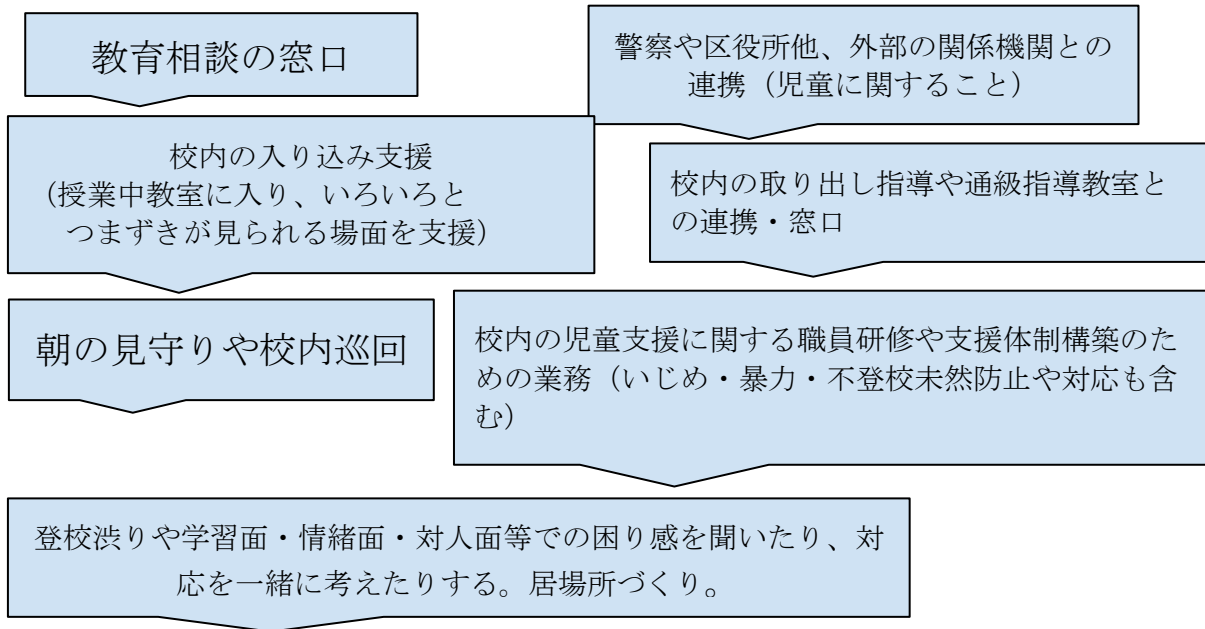 教育相談の窓口
警察や区役所他、外部の関係機関との
連携（児童に関すること）
校内の入り込み支援
（授業中教室に入り、いろいろと
つまずきが見られる場面を支援）
校内の取り出し指導や通級指導教室と
の連携・窓口
朝の見守りや校内巡回
校内の児童支援に関する職員研修や支援体制構築のた
めの業務（いじめ・暴力・不登校未然防止や対応も含
む）
登校渋りや学習面・情緒面・対人面等での困り感を聞いたり、対
応を一緒に考えたりする。居場所づくり。